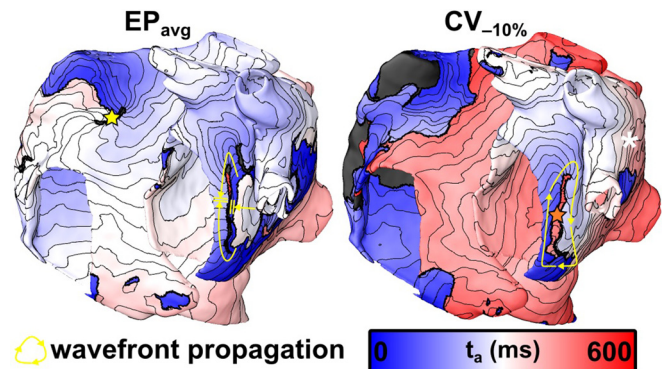 EPavg
CV–10%
*
wavefront propagation
0 ta (ms) 600